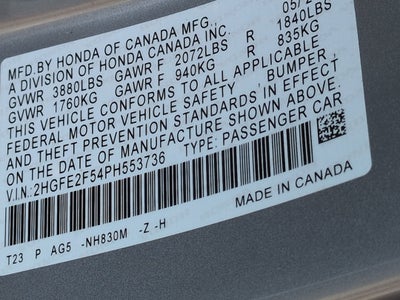 MFD.BY HONDA OF CANADA MFG., 05/2
A DIVISION OF HONDA CANADA INC.
GVWR 3880LBS GAWR F 2072LBS R 1840LBS
GVWR 1760KG GAWR F 940KG R 835KG
THIS VEHICLE CONFORMS TO ALL APPLICABLE
FEDERAL MOTOR VEHICLE SAFETY, BUMPER,
AND THEFT PREVENTION STANDARDS IN EFFECT
ON THE DATE OF MANUFACTURE SHOWN ABOVE.
V.I.N.:2HGFE2F54PH553736 TYPE: PASSENGER CAR
MADE IN CANADA
T23 P AG5 -NH830M -Z -H